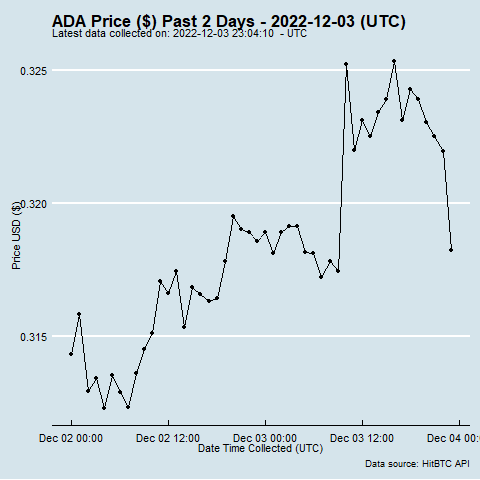 ADA Price ($) Past 2 Days - 2022-12-03 (UTC)
Latest data collected on: 2022-12-03 23:04:10 - UTC
0.325
0.320
0.315
Price USD ($)
Dec 02 00:00 Dec 02 12:00 Dec 03 00:00 Dec 03 12:00 Dec 04 00:
Date Time Collected (UTC)
Data source: HitBTC API